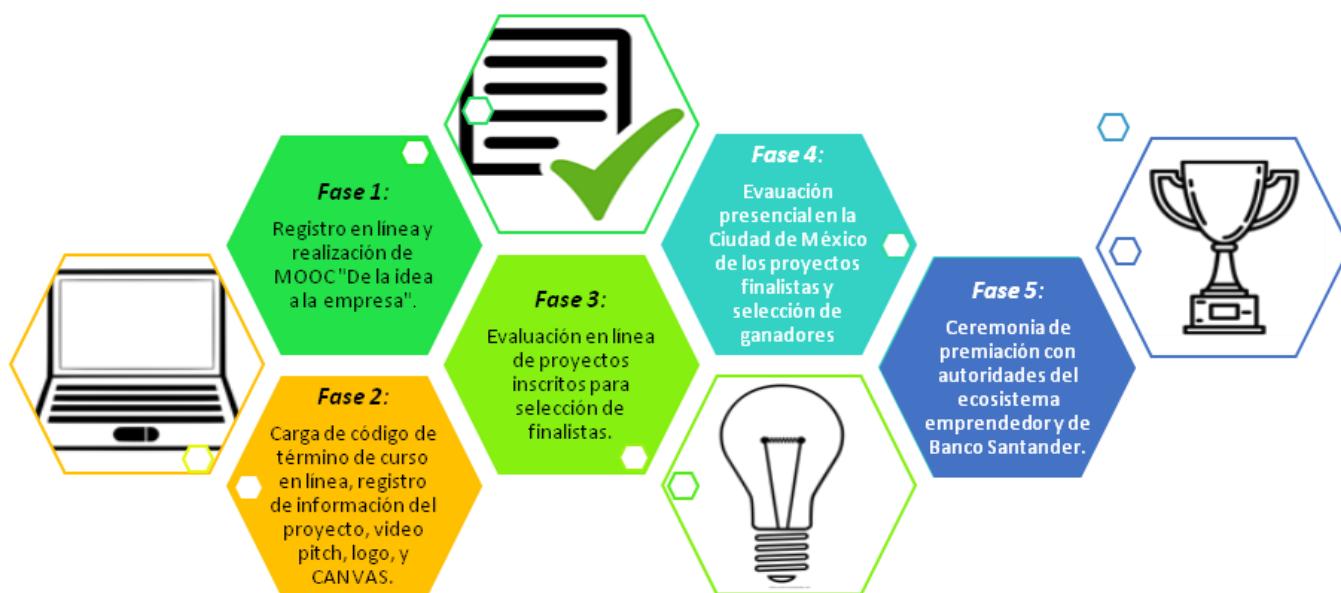 Fase 1:
Registro en línea y
realización de
MOOC "De la idea
a la empresa".
Fase 2:
Carga de código de
término de curso
en línea, registro
de información del
proyecto, video
pitch, logo, y
CANVAS.
Fase 3:
Evaluación en línea
de proyectos
inscritos para
selección de
finalistas.
Fase 4:
Evauación
presencial en la
Ciudad de México
de los proyectos
finalistas y
selección de
ganadores
Fase 5:
Ceremonia de
premiación con
autoridades del
ecosistema
emprendedor y de
Banco Santander.